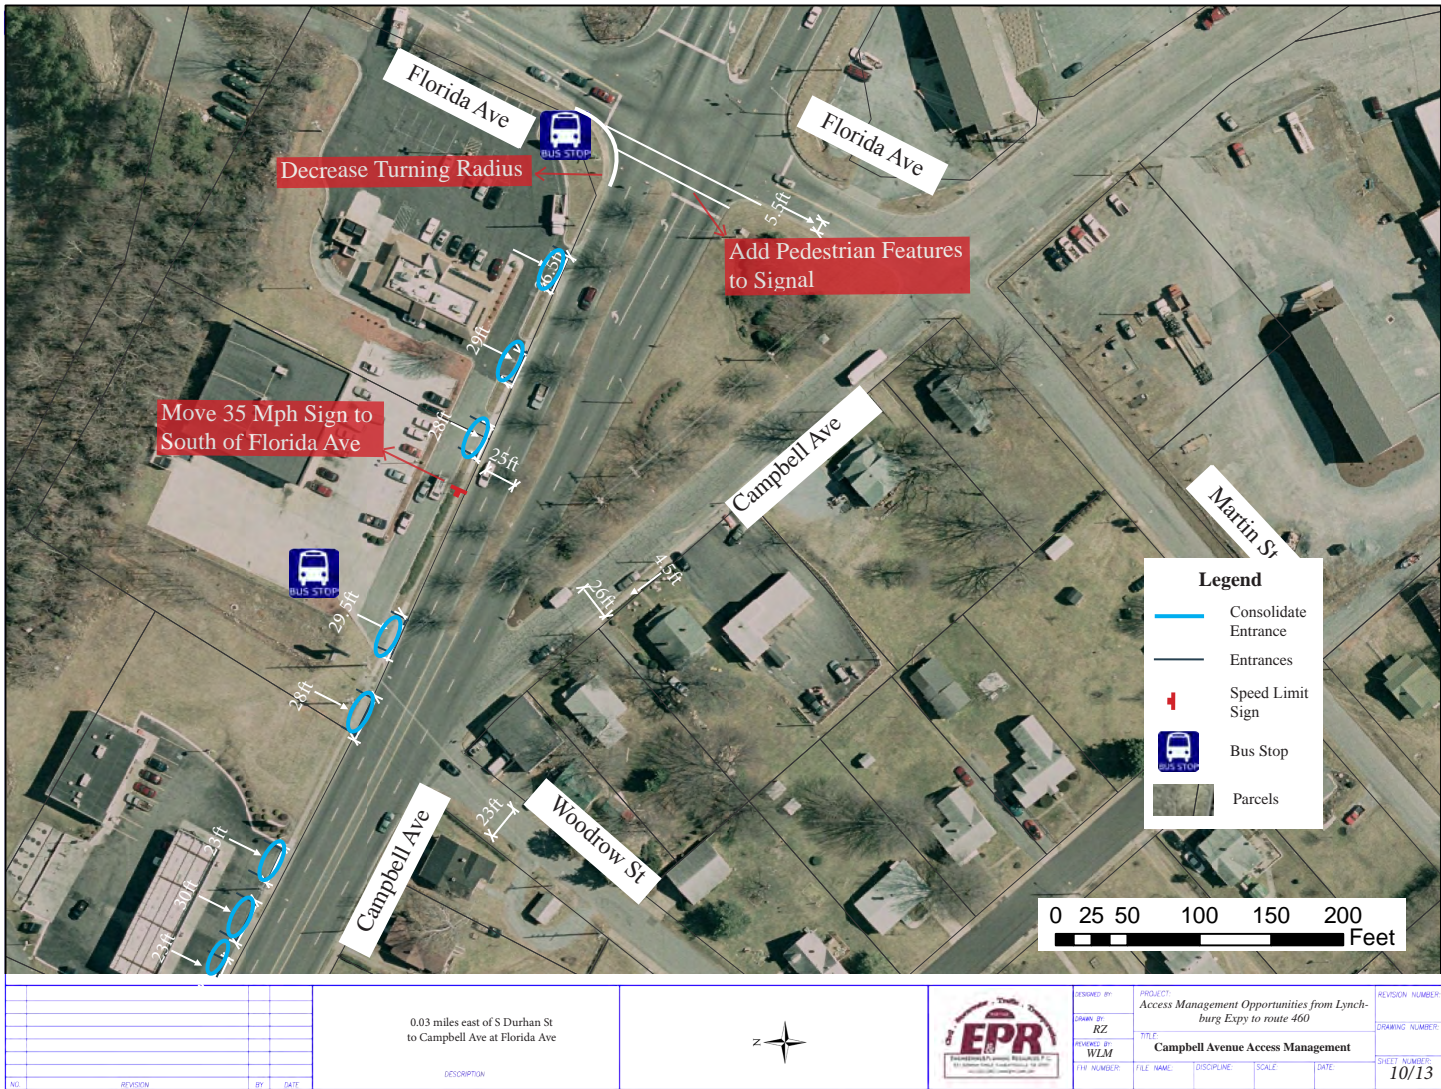 Florida Ave
BUS STOP
Florida Ave
Decrease Turning Radius
5.5ft
Add Pedestrian Features
to Signal
29ft
Move 35 Mph Sign to
South of Florida Ave
28ft
25ft
Campbell Ave
Martin St
BUS STOP
4.5ft
26ft
29.5ft
28ft
Campbell Ave
23ft
Woodrow St
23ft
30ft
23ft
Legend
Consolidate
Entrance
Entrances
Speed Limit
Sign
BUS STOP
Bus Stop
Parcels
0 25 50 100 150 200
Feet
NO. REVISION BY DATE
0.03 miles east of S Durhan St
to Campbell Ave at Florida Ave
DESCRIPTION
N
EPR
DESIGNED BY:
DRAWN BY:
RZ
REVIEWED BY:
WLM
PROJECT:
Access Management Opportunities from Lynch-
burg Expy to route 460
TITLE:
Campbell Avenue Access Management
FILE NAME: DISCIPLINE: SCALE: DATE:
REVISION NUMBER:
DRAWING NUMBER:
SHEET NUMBER:
10/13